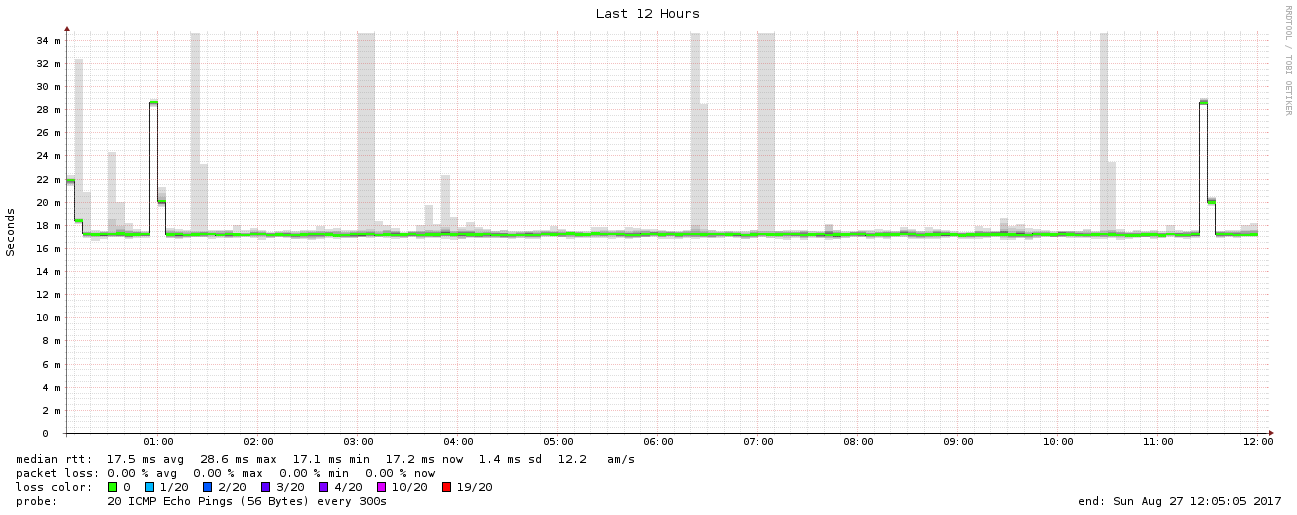 Last 12 Hours
RRDTOOL / TOBI OETIKER
Seconds
34 m
32 m
30 m
28 m
26 m
24 m
22 m
20 m
18 m
16 m
14 m
12 m
10 m
8 m
6 m
4 m
2 m
0
01:00 02:00 03:00 04:00 05:00 06:00 07:00 08:00 09:00 10:00 11:00 12:00
median rtt: 17.5 ms avg 28.6 ms max 17.1 ms min 17.2 ms now 1.4 ms sd 12.2 am/s
packet loss: 0.00 % avg 0.00 % max 0.00 % min 0.00 % now
loss color: 0 1/20 2/20 3/20 4/20 10/20 19/20
probe: 20 ICMP Echo Pings (56 Bytes) every 300s end: Sun Aug 27 12:05:05 2017